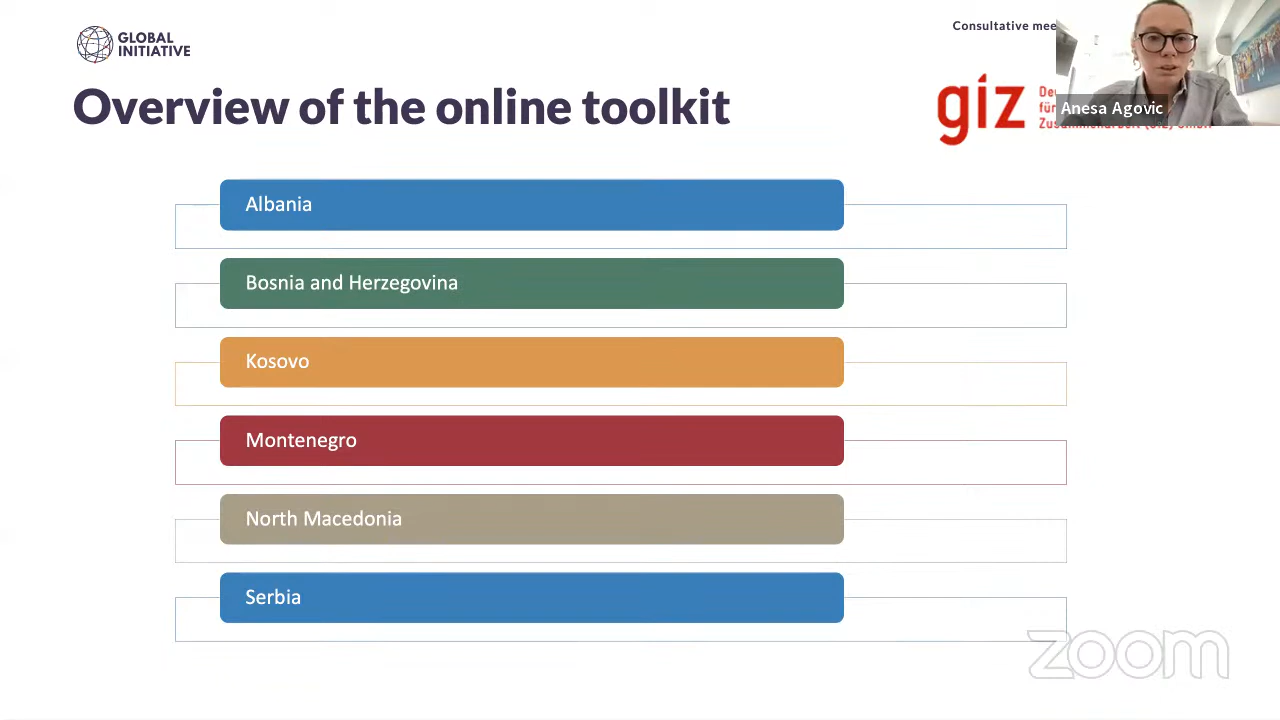 GLOBAL
INITIATIVE
Consultative
Overview of the online toolkit
giz
für
Anesa Agovic
Albania
Bosnia and Herzegovina
Kosovo
Montenegro
North Macedonia
Serbia
zoom